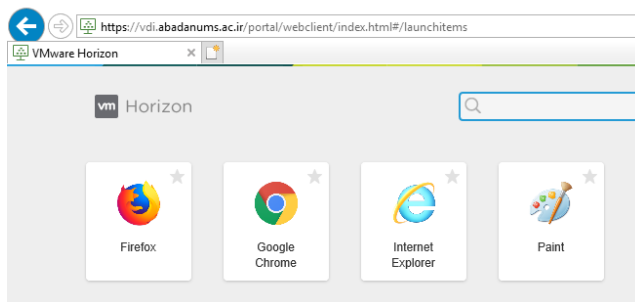 https://vdi.abadanums.ac.ir/portal/webclient/index.html#/launchitems
VMware Horizon
vm Horizon
Firefox
Google
Chrome
Internet
Explorer
Paint